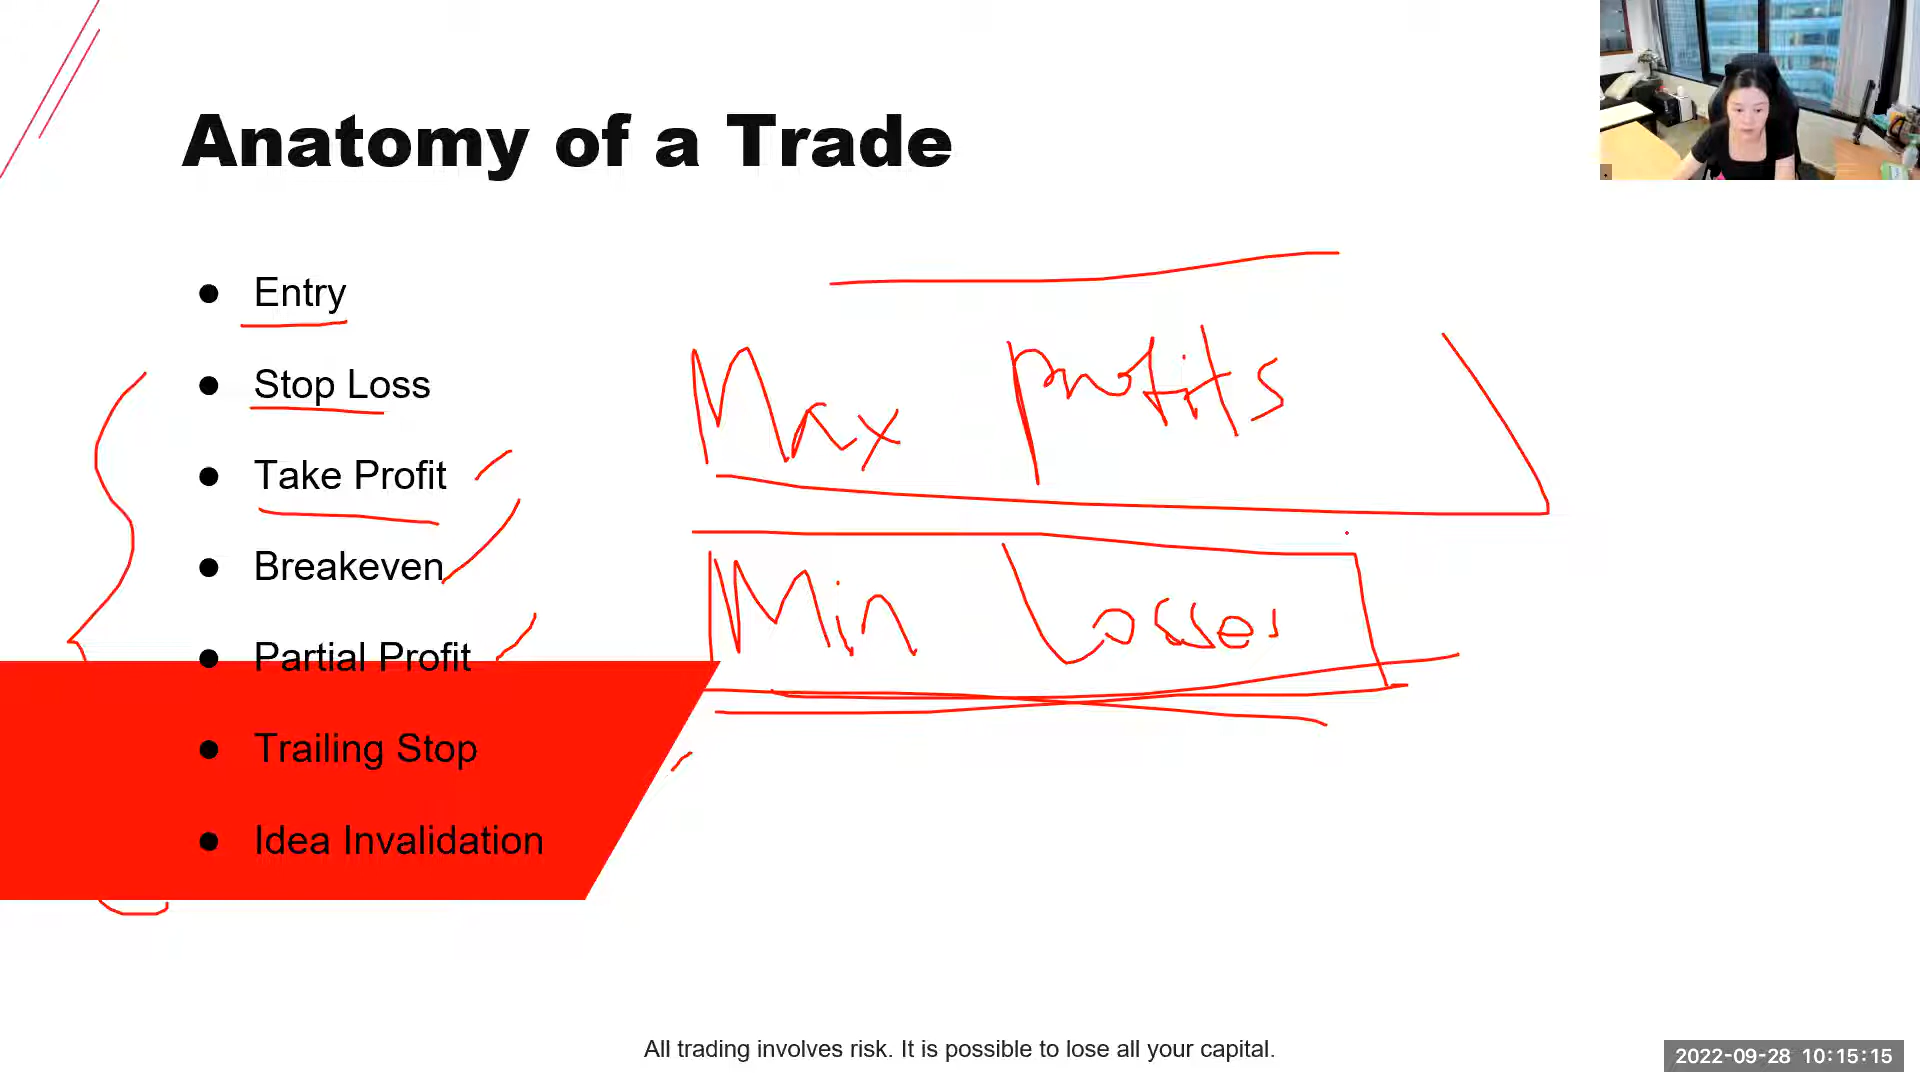 Anatomy of a Trade
● Entry
● Stop Loss
● Take Profit
● Breakeven
● Partial Profit
● Trailing Stop
● Idea Invalidation
Max profits
Min Losses
All trading involves risk. It is possible to lose all your capital.
2022-09-28 10:15:15